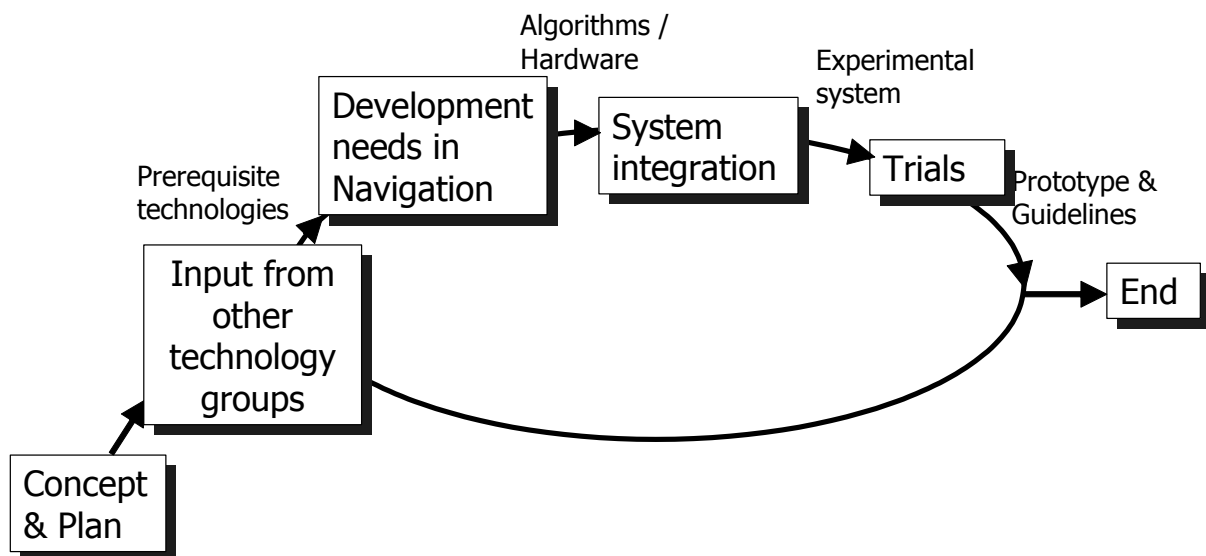 Algorithms /
Hardware
Experimental
system
Development
needs in
Navigation
System
integration
Trials
Prerequisite
technologies
Prototype &
Guidelines
Input from
other
technology
groups
End
Concept
& Plan